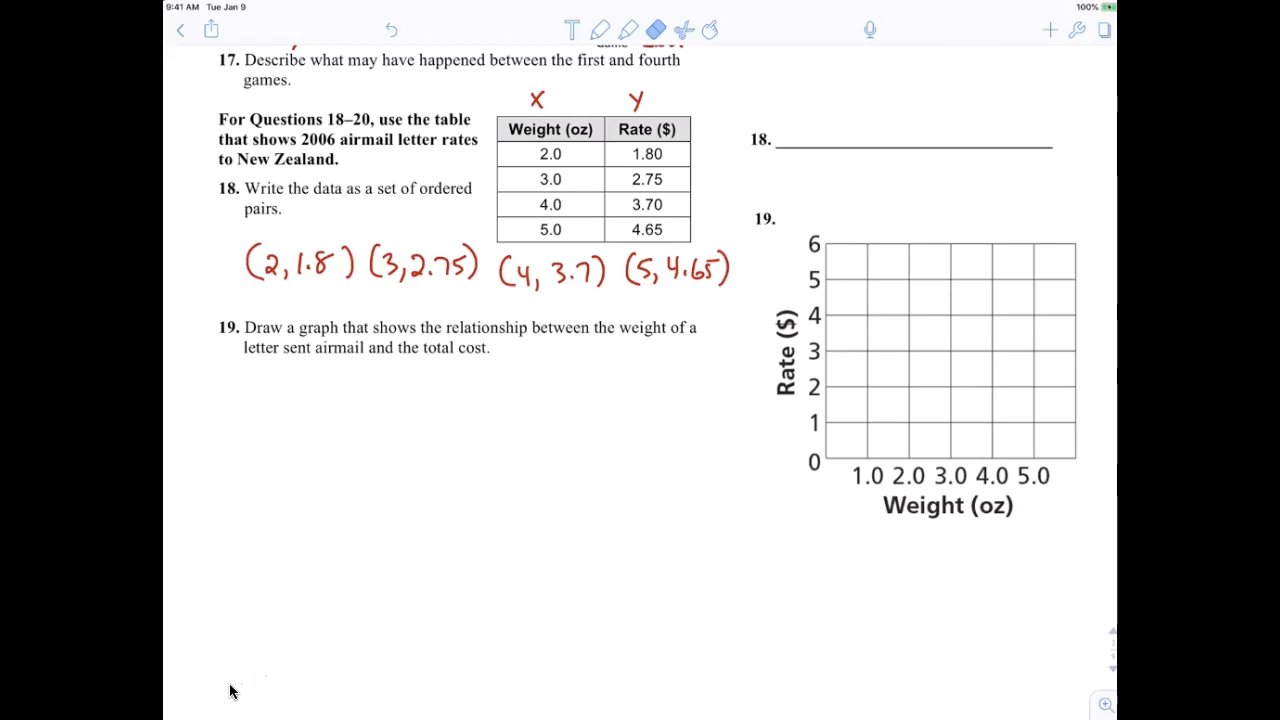 9:41 AM Tue Jan 9
100%
T
17. Describe what may have happened between the first and fourth
games.
X Y
For Questions 18–20, use the table
that shows 2006 airmail letter rates
to New Zealand.
Weight (oz) Rate ($)
2.0 1.80
3.0 2.75
4.0 3.70
5.0 4.65
18. Write the data as a set of ordered
pairs.
(2, 1.8) (3, 2.75) (4, 3.7) (5, 4.65)
19. Draw a graph that shows the relationship between the weight of a
letter sent airmail and the total cost.
18.
19.
6
5
4
3
2
1
0
Rate ($)
1.0 2.0 3.0 4.0 5.0
Weight (oz)